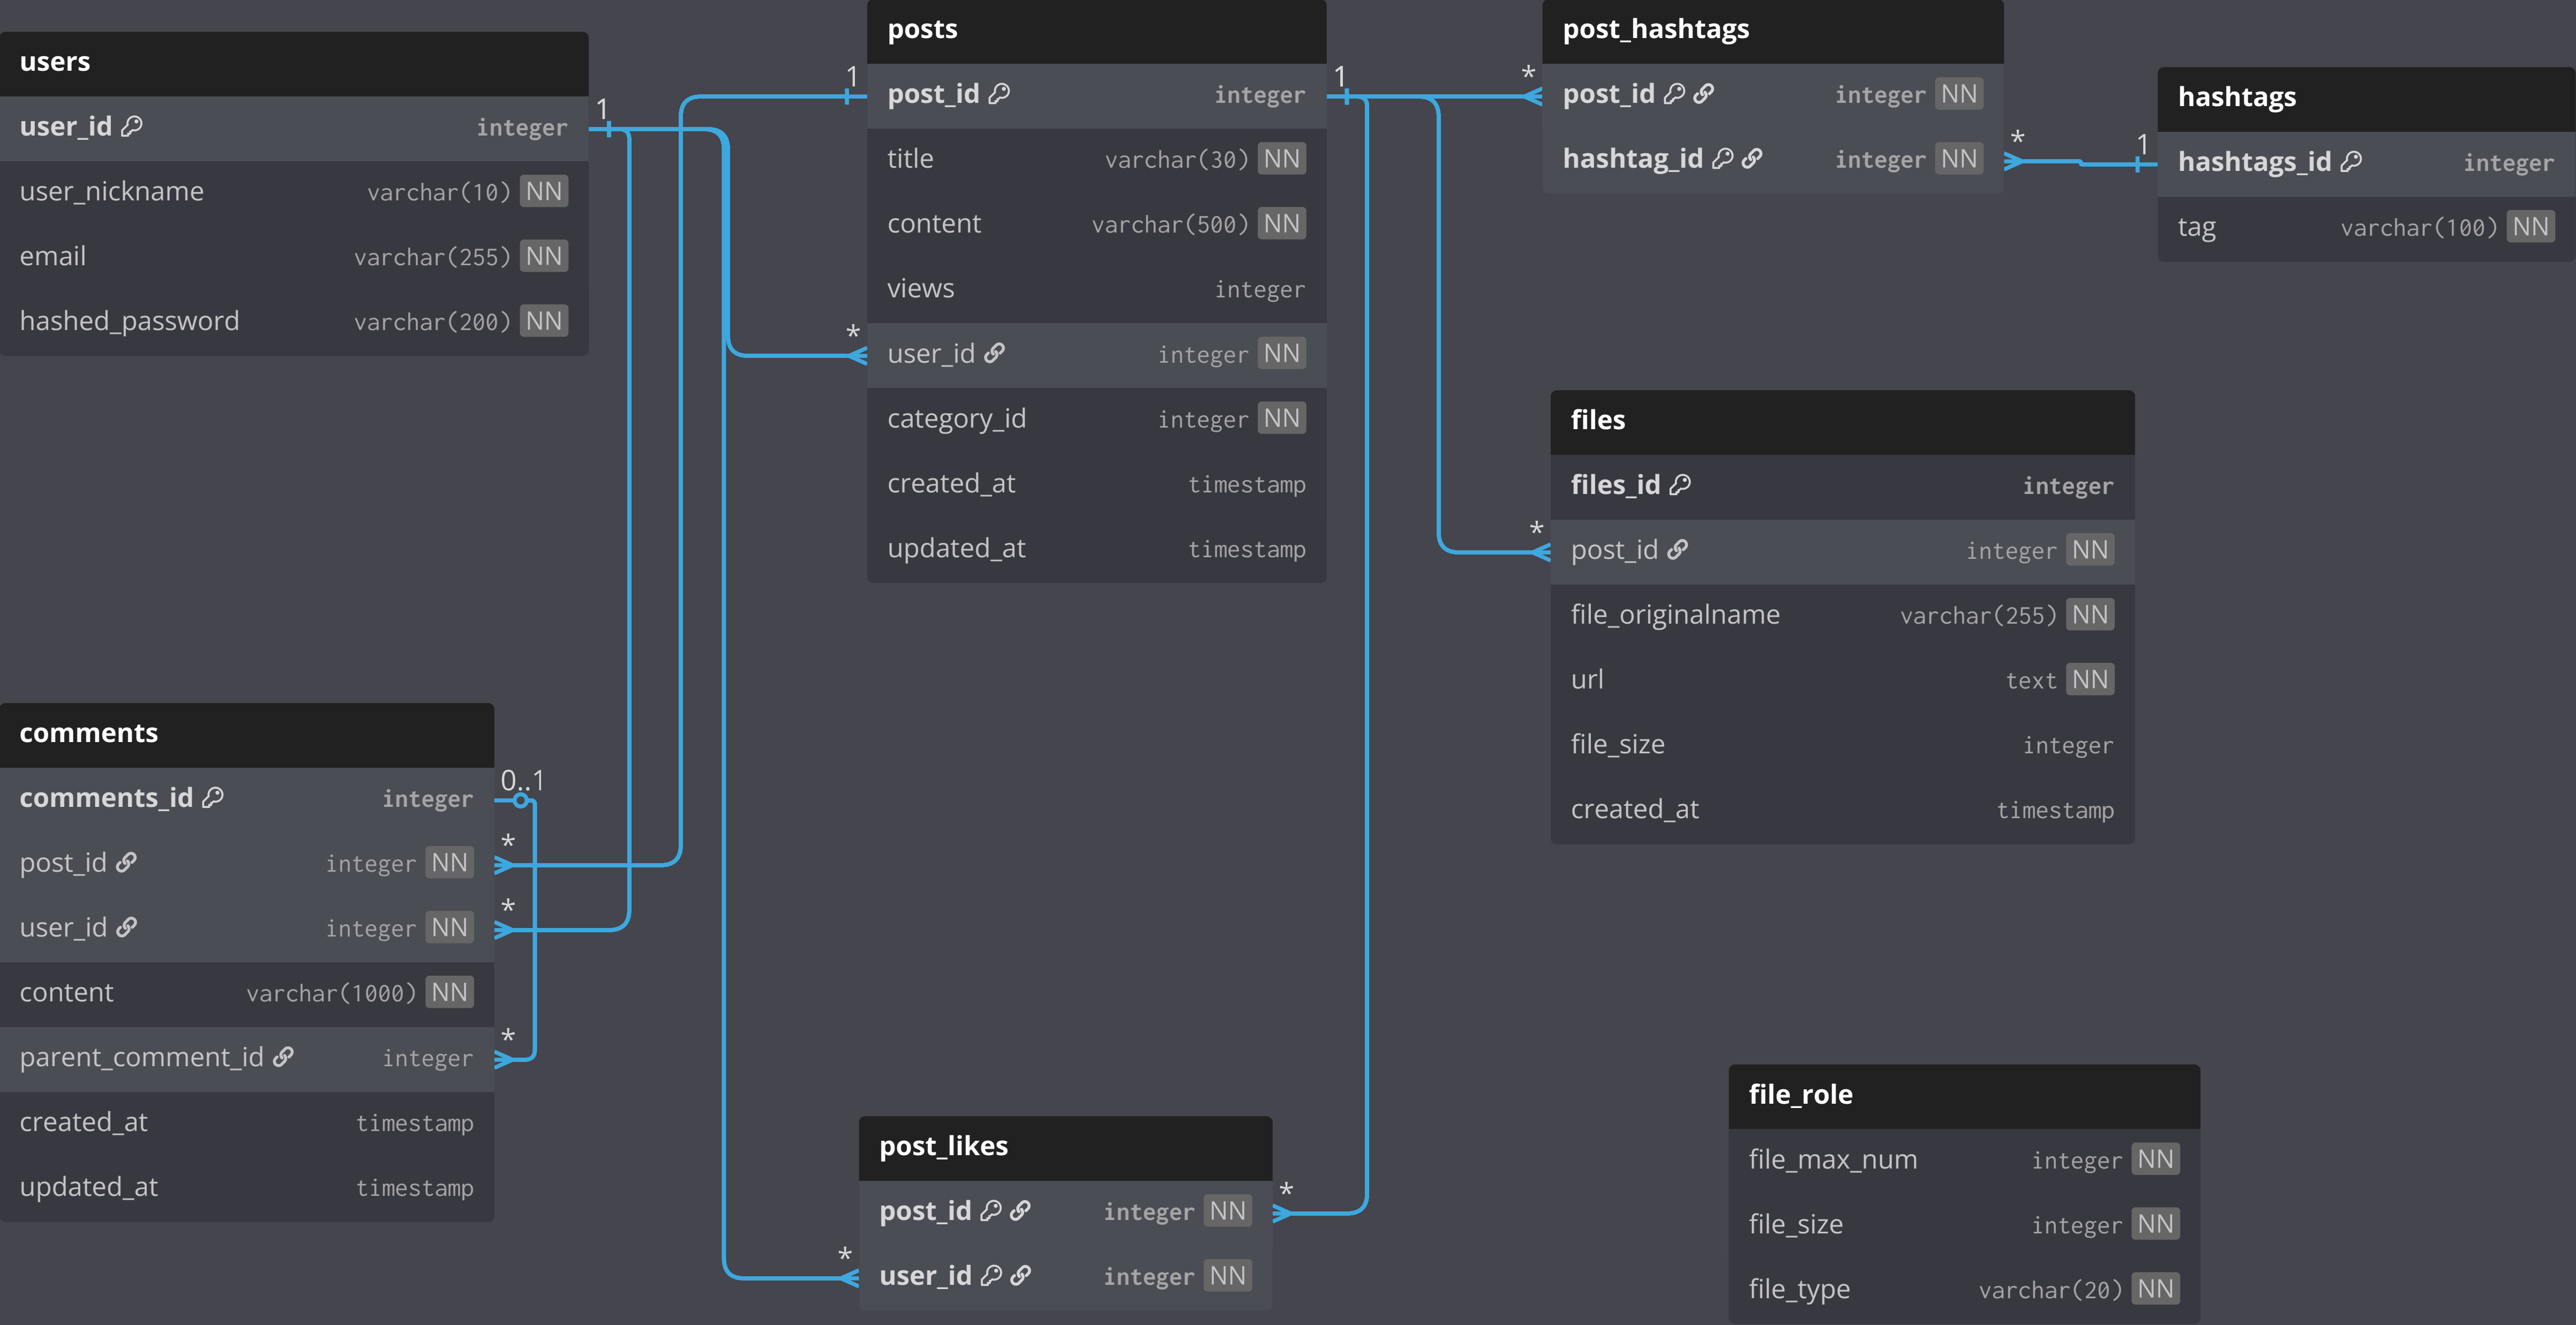 users
user_id integer
user_nickname varchar(10) NN
email varchar(255) NN
hashed_password varchar(200) NN
1
1
posts
post_id integer
title varchar(30) NN
content varchar(500) NN
views integer
* user_id integer NN
category_id integer NN
created_at timestamp
updated_at timestamp
1
*
post_hashtags
post_id integer NN
hashtag_id integer NN
*
1
hashtags
hashtags_id integer
tag varchar(100) NN
files
files_id integer
* post_id integer NN
file_originalname varchar(255) NN
url text NN
file_size integer
created_at timestamp
comments
comments_id integer 0..1
post_id integer NN *
user_id integer NN *
content varchar(1000) NN
parent_comment_id integer *
created_at timestamp
updated_at timestamp
post_likes
post_id integer NN *
* user_id integer NN
file_role
file_max_num integer NN
file_size integer NN
file_type varchar(20) NN